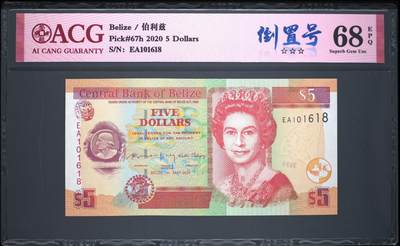 ACG
AI CANG GUARANTY
Belize / 伯利兹
Pick#67h 2020 5 Dollars
S/N: EA101618
倒置号
☆☆☆
68
EPQ
Superb Gem Unc
Central Bank of Belize
$5
FIVE
DOLLARS
EA101618
EA101618
$5
$5